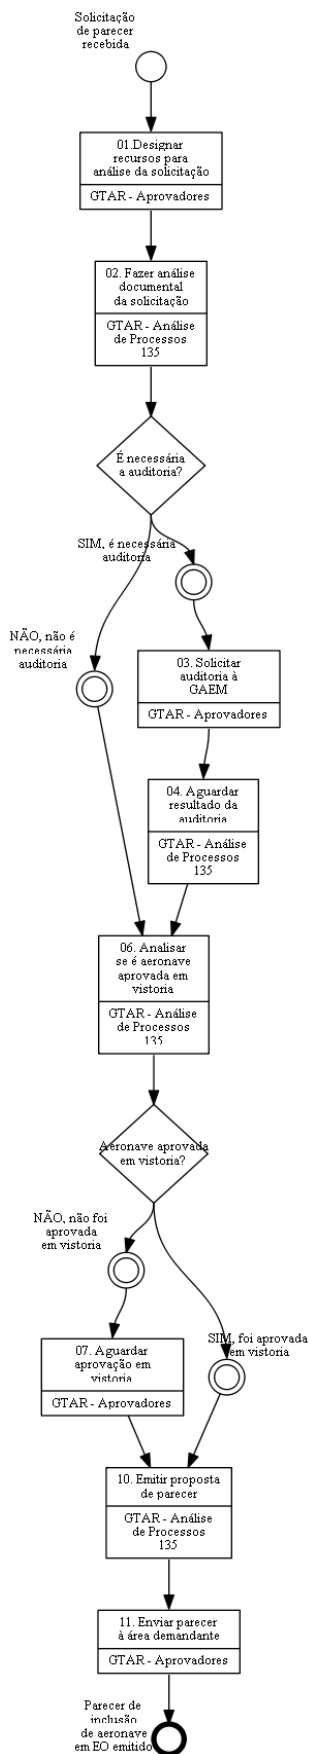 Solicitação
de parecer
recebida
01.Designar
recursos para
análise da solicitação
GTAR - Aprovadores
02. Fazer análise
documental
da solicitação
GTAR - Análise
de Processos
135
É necessária
a auditoria?
SIM, é necessária
auditoria
NÃO, não é
necessária
auditoria
03. Solicitar
auditoria à
GAEM
GTAR - Aprovadores
04. Aguardar
resultado da
auditoria
GTAR - Análise
de Processos
135
06. Analisar
se é aeronave
aprovada em
vistoria
GTAR - Análise
de Processos
135
Aeronave aprovada
em vistoria?
NÃO, não foi
aprovada
em vistoria
SIM, foi aprovada
em vistoria
07. Aguardar
aprovação em
vistoria
GTAR - Aprovadores
10. Emitir proposta
de parecer
GTAR - Análise
de Processos
135
11. Enviar parecer
à área demandante
GTAR - Aprovadores
Parecer de
inclusão
de aeronave
em EO emitido